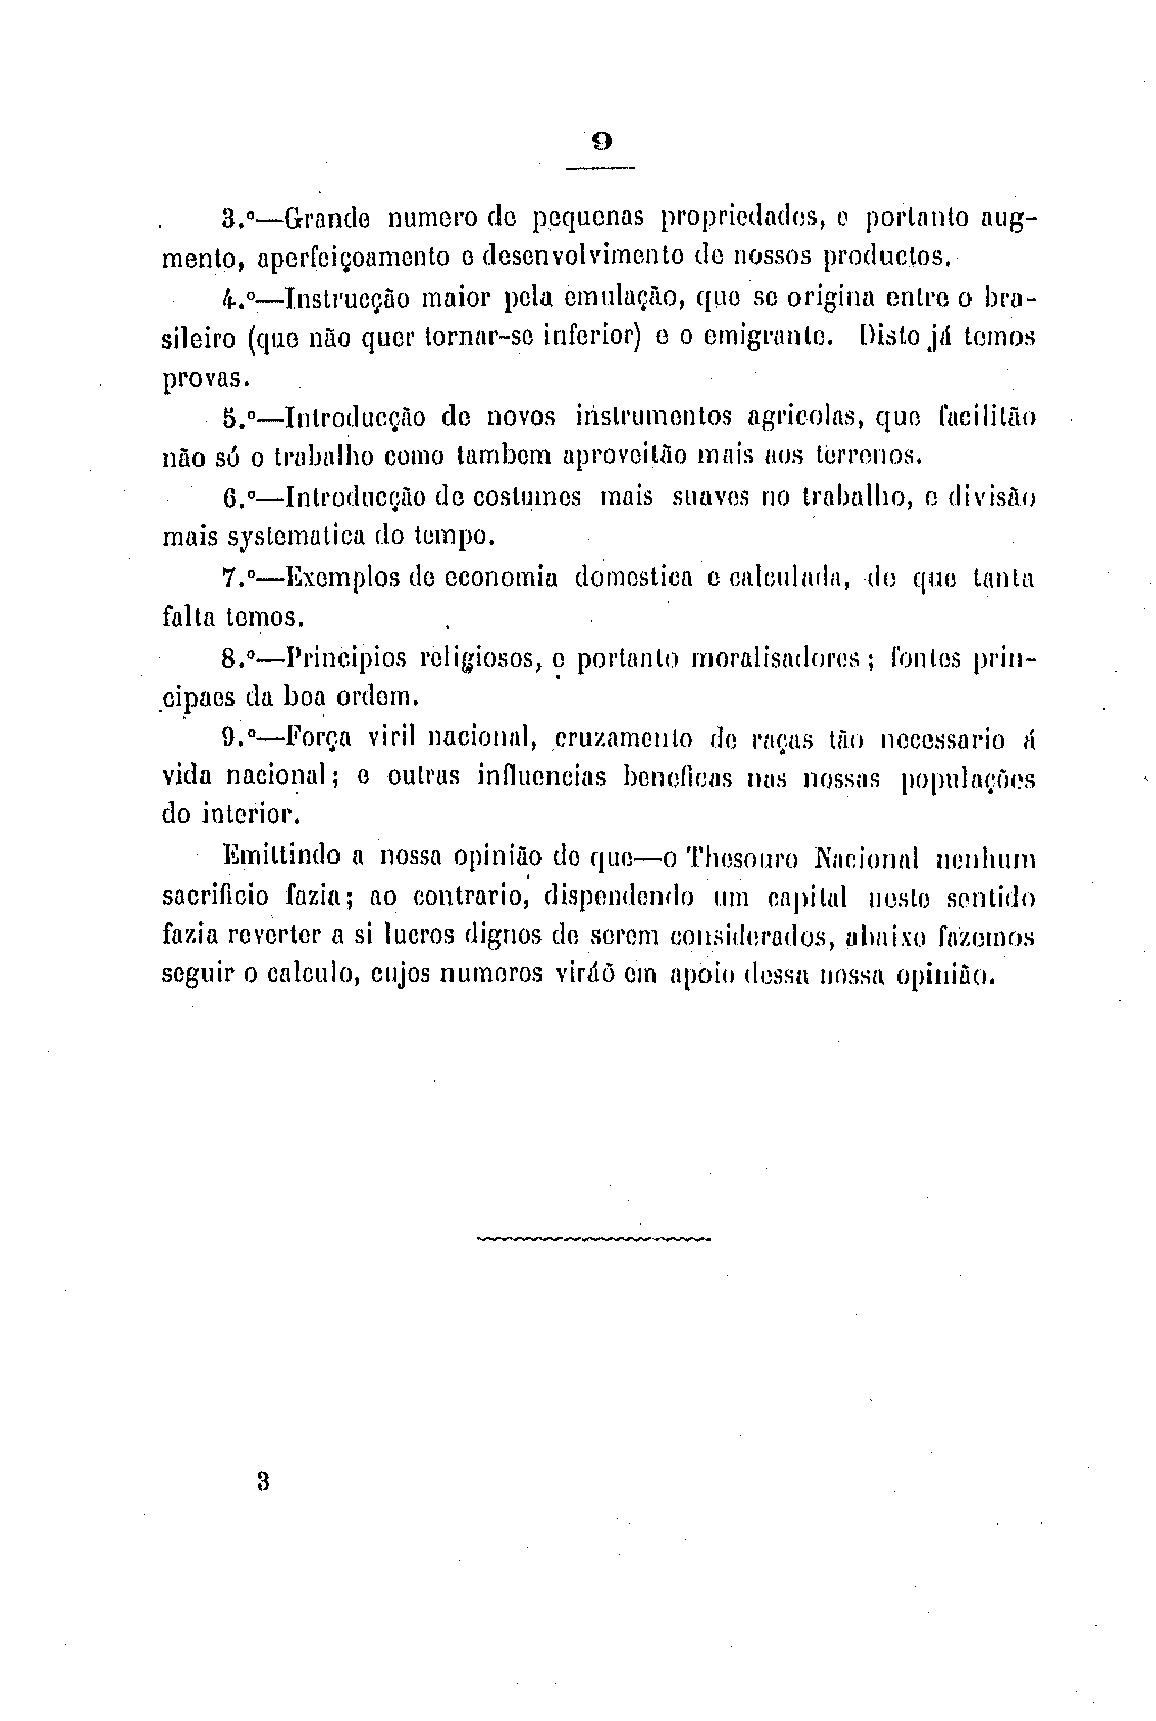 9
3.º—Grande numero de pequenas propriedades, e portanto aug-
mento, aperfeiçoamento e desenvolvimento de nossos productos.
4.º—Instrucção maior pela emulação, que se origina entre o bra-
sileiro (que não quer tornar-se inferior) e o emigrante. Disto já temos
provas.
5.º—Introducção de novos instrumentos agricolas, que facilitão
não só o trabalho como tambem aproveitão mais aos terrenos.
6.º—Introducção de costumes mais suaves no trabalho, e divisão
mais systematica do tempo.
7.º—Exemplos de economia domestica e calculada, de que tanta
falta temos.
8.º—Principios religiosos, e portanto moralisadores; fontes prin-
cipaes da boa ordem.
9.º—Força viril nacional, cruzamento de raças tão necessario á
vida nacional; e outras influencias beneficas nas nossas populações
do interior.
Emittindo a nossa opinião de que—o Thesouro Nacional nenhum
sacrificio fazia; ao contrario, dispendendo um capital neste sentido
fazia reverter a si lucros dignos de serem considerados, abaixo fazemos
seguir o calculo, cujos numeros viráõ em apoio dessa nossa opinião.
3